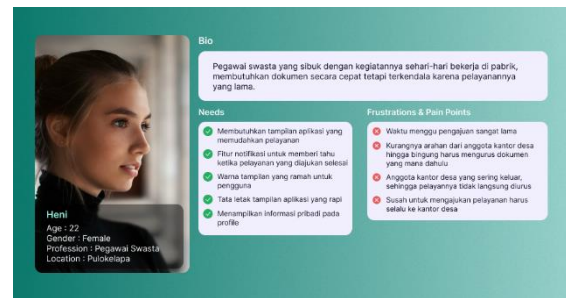 Bio
Pegawai swasta yang sibuk dengan kegiatannya sehari-hari bekerja di pabrik,
membutuhkan dokumen secara cepat tetapi terkendala karena pelayanannya
yang lama.
Needs
Membutuhkan tampilan aplikasi yang
memudahkan pelayanan
Fitur notifikasi untuk memberi tahu
ketika pelayanan yang diajukan selesai
Warna tampilan yang ramah untuk
pengguna
Tata letak tampilan aplikasi yang rapi
Menampilkan informasi pribadi pada
profile
Frustrations & Pain Points
Waktu menggu pengajuan sangat lama
Kurangnya arahan dari anggota kantor desa
hingga bingung harus mengurus dokumen
yang mana dahulu
Anggota kantor desa yang sering keluar,
sehingga pelayannya tidak langsung diurus
Susah untuk mengajukan pelayanan harus
selalu ke kantor desa
Heni
Age : 22
Gender : Female
Profession : Pegawai Swasta
Location : Pulokelapa